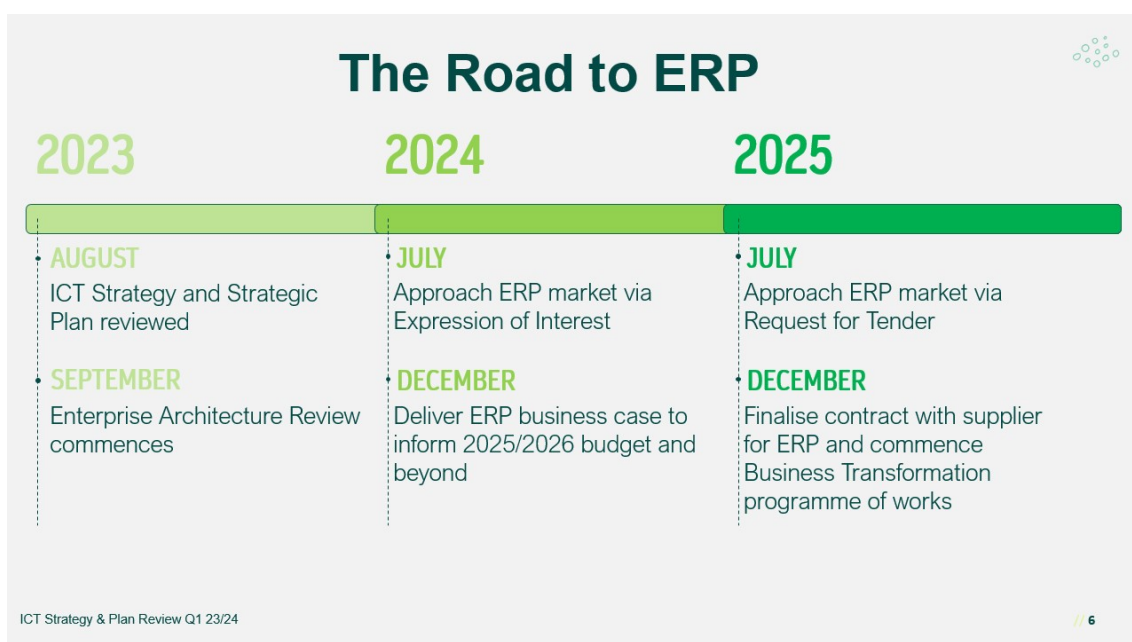 The Road to ERP
2023
2024
2025
AUGUST
ICT Strategy and Strategic
Plan reviewed
SEPTEMBER
Enterprise Architecture Review
commences
JULY
Approach ERP market via
Expression of Interest
DECEMBER
Deliver ERP business case to
inform 2025/2026 budget and
beyond
JULY
Approach ERP market via
Request for Tender
DECEMBER
Finalise contract with supplier
for ERP and commence
Business Transformation
programme of works
ICT Strategy & Plan Review Q1 23/24
// 6